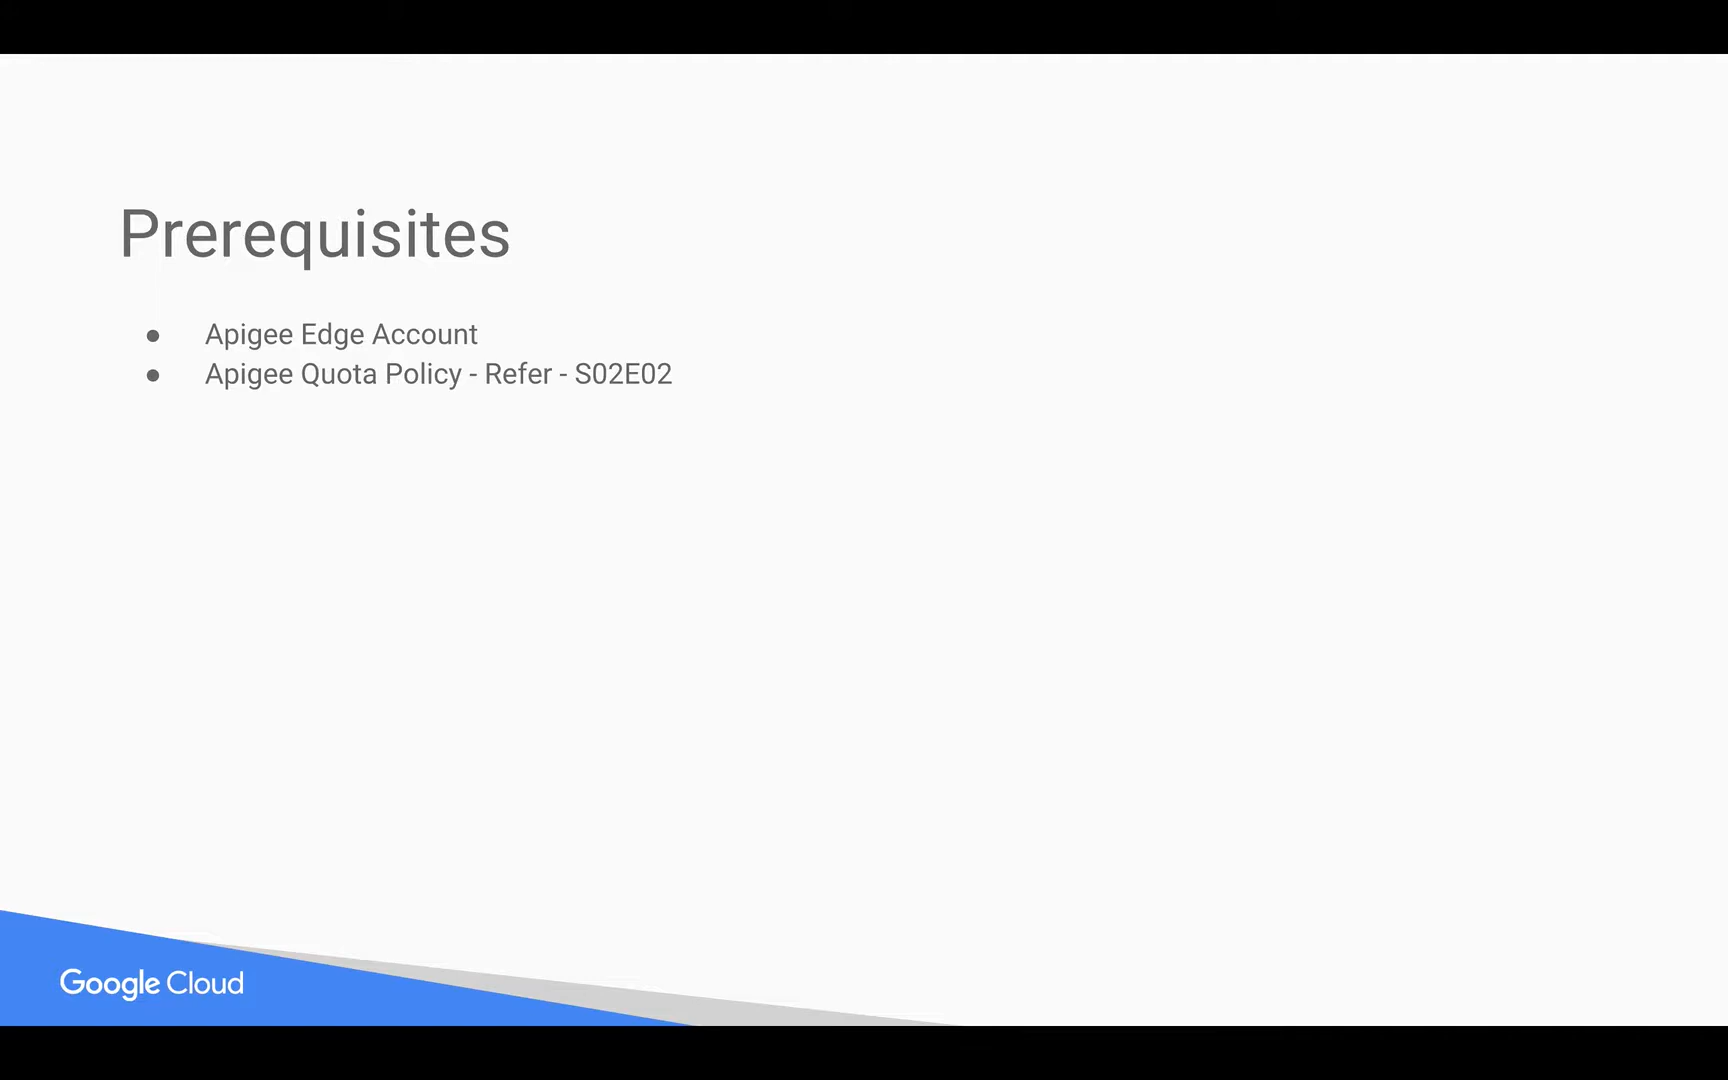 Prerequisites
● Apigee Edge Account
● Apigee Quota Policy - Refer - S02E02
Google Cloud